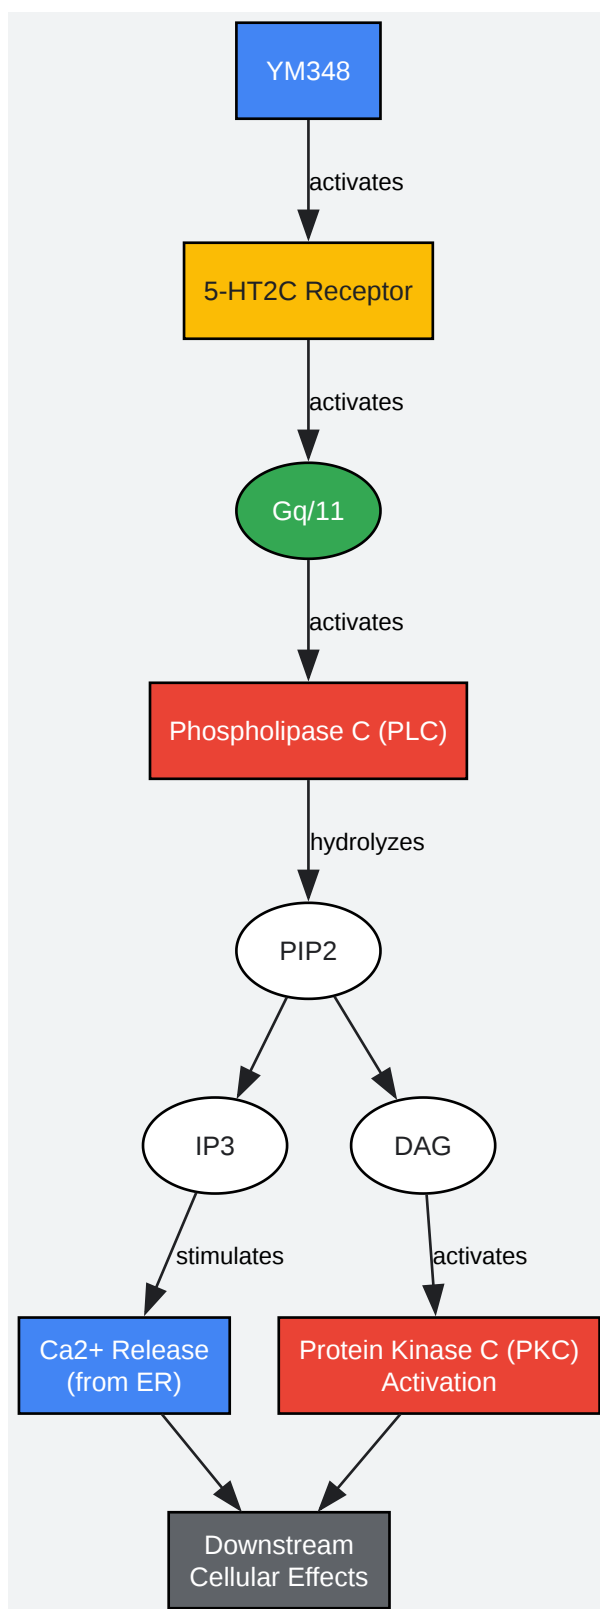 YM348
activates
5-HT2C Receptor
activates
Gq/11
activates
Phospholipase C (PLC)
hydrolyzes
PIP2
IP3
DAG
stimulates
activates
Ca2+ Release
(from ER)
Protein Kinase C (PKC)
Activation
Downstream
Cellular Effects